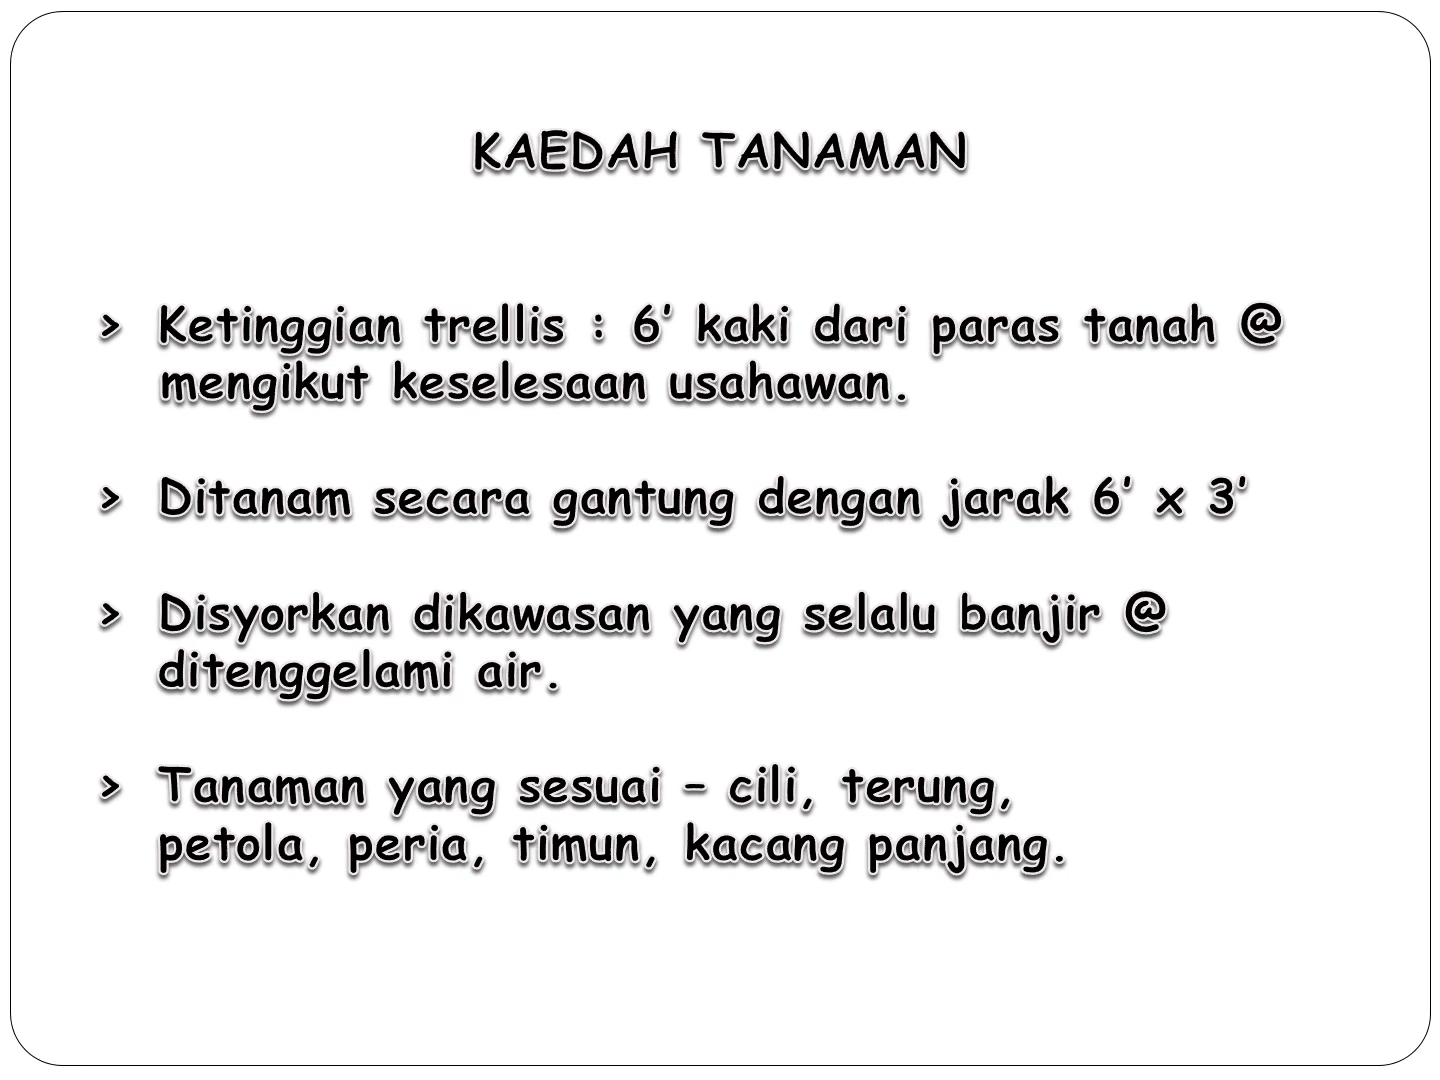 KAEDAH TANAMAN
> Ketinggian trellis : 6’ kaki dari paras tanah @
mengikut keselesaan usahawan.
> Ditanam secara gantung dengan jarak 6’ x 3’
> Disyorkan dikawasan yang selalu banjir @
ditenggelami air.
> Tanaman yang sesuai – cili, terung,
petola, peria, timun, kacang panjang.